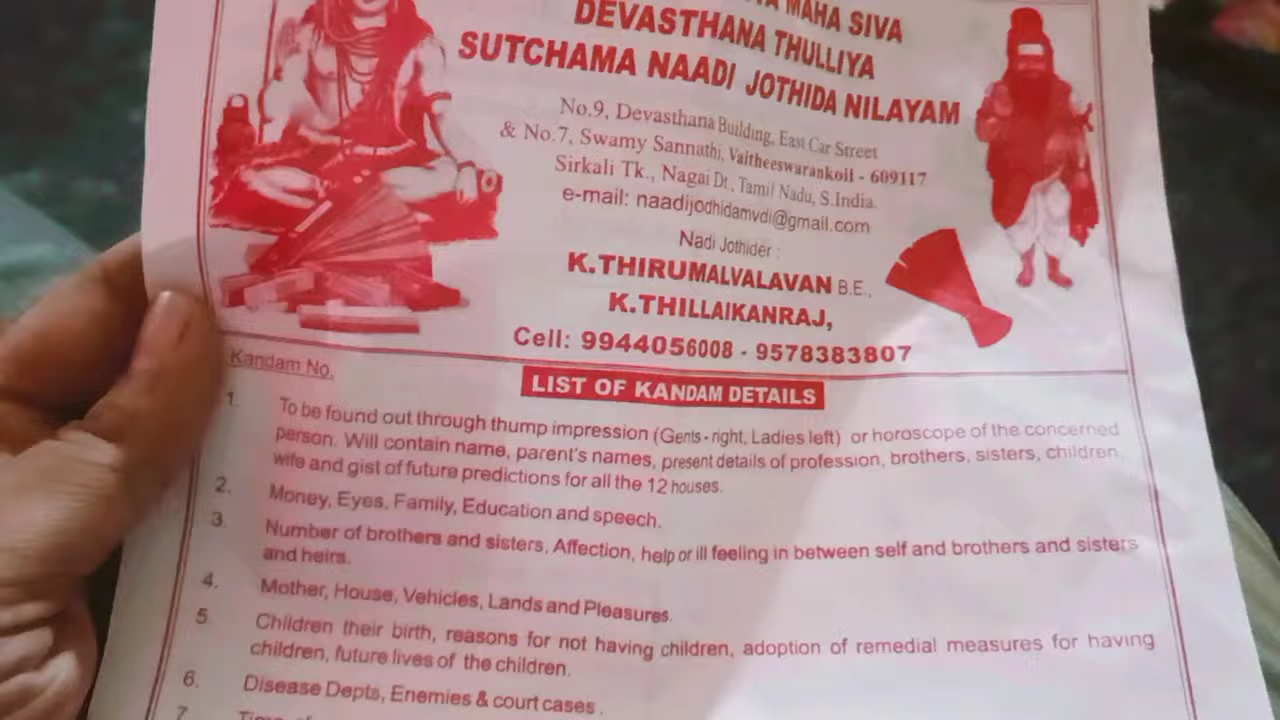 MAHA SIVA
DEVASTHANA THULLIYA
SUTCHAMA NAADI JOTHIDA NILAYAM
No.9, Devasthana Building, East Car Street
& No.7, Swamy Sannathi, Vaitheeswarankoil - 609117
Sirkali Tk., Nagai Dt., Tamil Nadu, S.India.
e-mail: naadijodhidamvdi@gmail.com
Nadi Jothider :
K.THIRUMALVALAVAN B.E.,
K.THILLAIKANRAJ,
Cell: 9944056008 - 9578383807
Kandam No.
LIST OF KANDAM DETAILS
1. To be found out through thump impression (Gents - right, Ladies left) or horoscope of the concerned
person. Will contain name, parent's names, present details of profession, brothers, sisters, children,
wife and gist of future predictions for all the 12 houses.
2. Money, Eyes, Family, Education and speech.
3. Number of brothers and sisters, Affection, help or ill feeling in between self and brothers and sisters
and heirs.
4. Mother, House, Vehicles, Lands and Pleasures.
5. Children their birth, reasons for not having children, adoption of remedial measures for having
children, future lives of the children.
6. Disease Depts, Enemies & court cases .
7.